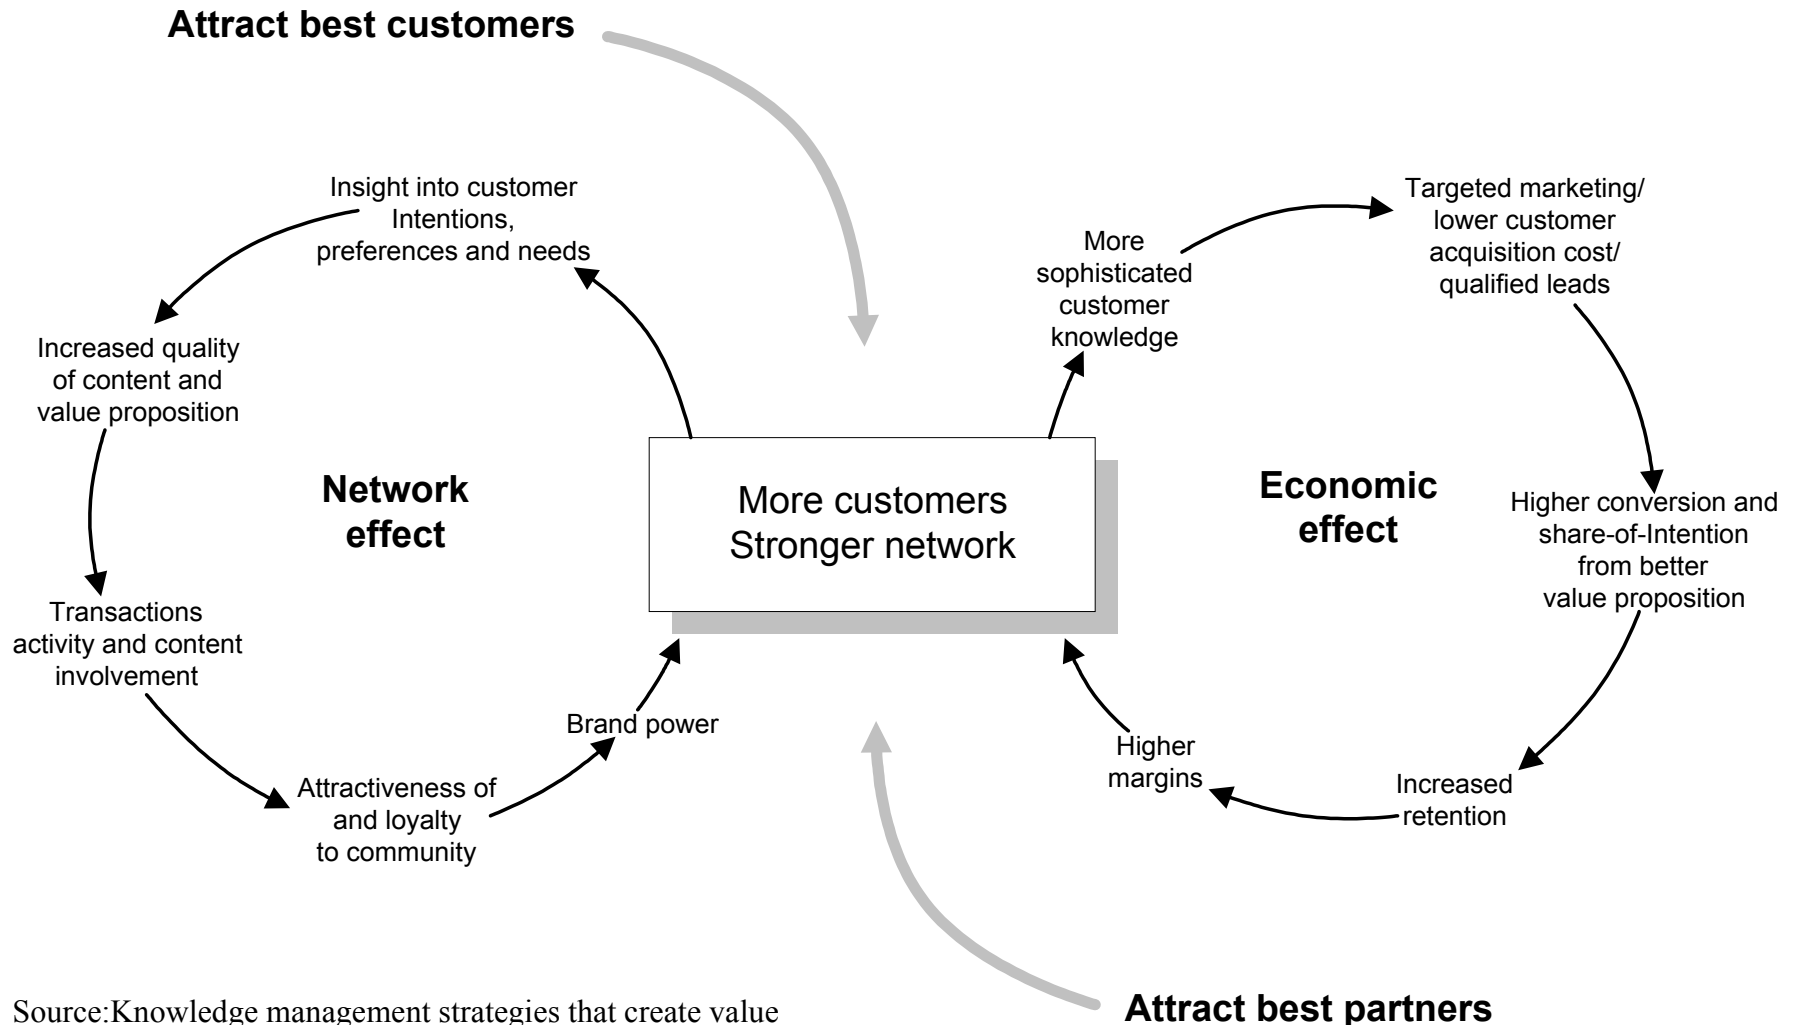 Attract best customers
Insight into customer
Intentions,
preferences and needs
Increased quality
of content and
value proposition
Network
effect
Transactions
activity and content
involvement
Attractiveness of
and loyalty
to community
Brand power
More customers
Stronger network
More
sophisticated
customer
knowledge
Targeted marketing/
lower customer
acquisition cost/
qualified leads
Economic
effect
Higher conversion and
share-of-Intention
from better
value proposition
Increased
retention
Higher
margins
Attract best partners
Source:Knowledge management strategies that create value